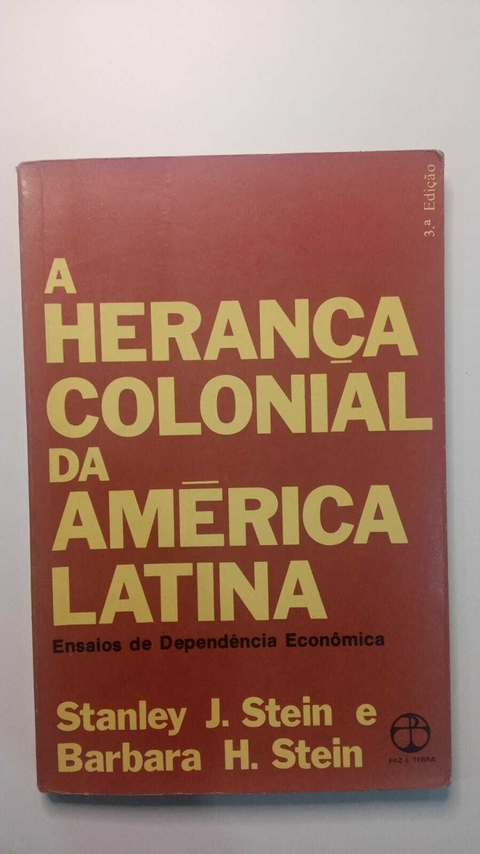 3.ª Edição
A
HERANÇA
COLONIAL
DA
AMÉRICA
LATINA
Ensaios de Dependência Econômica
Stanley J. Stein e
Barbara H. Stein
PAZ E TERRA